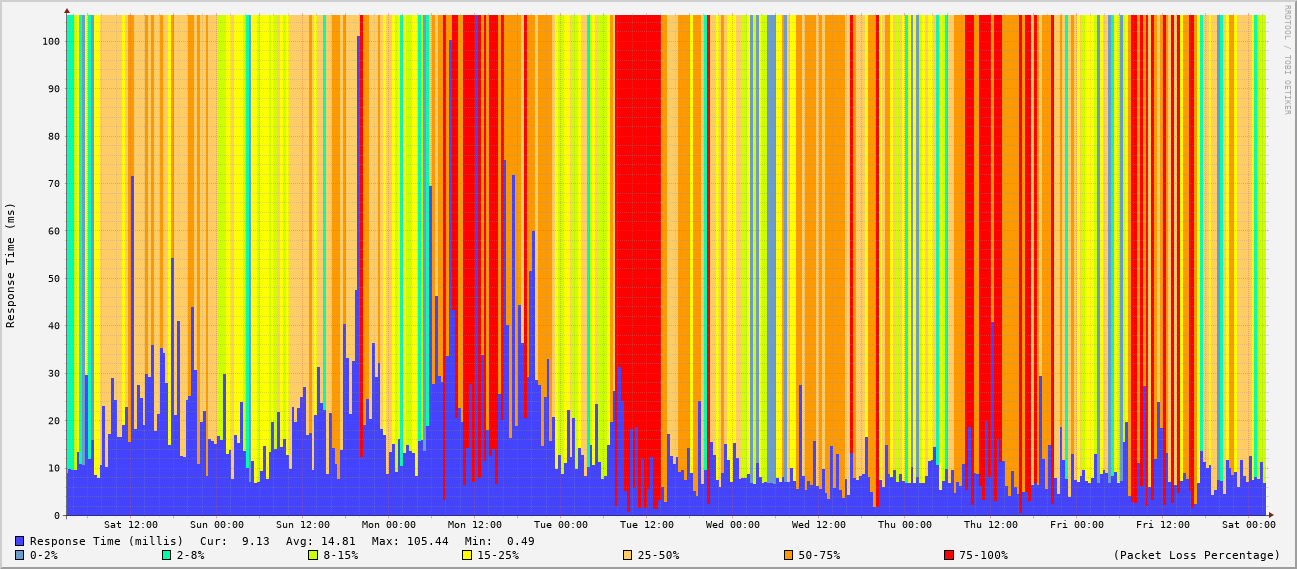 RRDTOOL / TOBI OETIKER
Response Time (ms)
100
90
80
70
60
50
40
30
20
10
0
Sat 12:00 Sun 00:00 Sun 12:00 Mon 00:00 Mon 12:00 Tue 00:00 Tue 12:00 Wed 00:00 Wed 12:00 Thu 00:00 Thu 12:00 Fri 00:00 Fri 12:00 Sat 00:00
Response Time (millis) Cur: 9.13 Avg: 14.81 Max: 105.44 Min: 0.49
0-2% 2-8% 8-15% 15-25% 25-50% 50-75% 75-100% (Packet Loss Percentage)